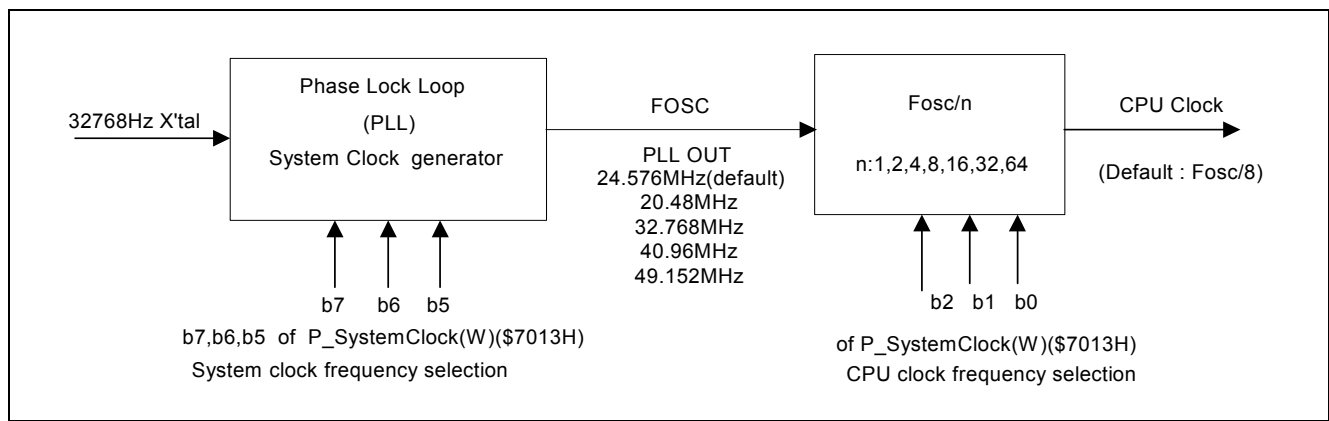 32768Hz X'tal
Phase Lock Loop
(PLL)
System Clock generator
b7 b6 b5
b7,b6,b5 of P_SystemClock(W)($7013H)
System clock frequency selection
FOSC
PLL OUT
24.576MHz(default)
20.48MHz
32.768MHz
40.96MHz
49.152MHz
Fosc/n
n:1,2,4,8,16,32,64
b2 b1 b0
of P_SystemClock(W)($7013H)
CPU clock frequency selection
CPU Clock
(Default : Fosc/8)